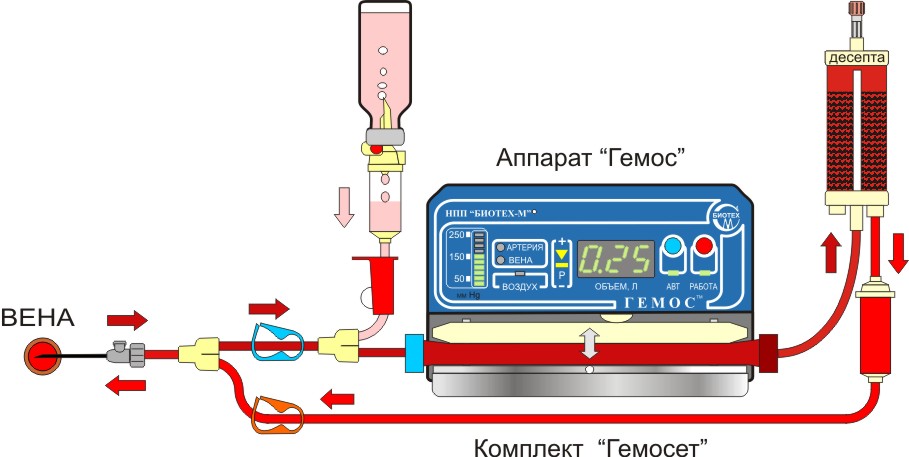 десепта
Аппарат “Гемос”
НПП “БИОТЕХ-М”
БИОТЕХ
М
250
150
50
мм Hg
АРТЕРИЯ
ВЕНА
ВОЗДУХ
+
P
0.25
ОБЪЕМ, Л
АВТ
РАБОТА
ГЕМОС™
ВЕНА
Комплект “Гемосет”